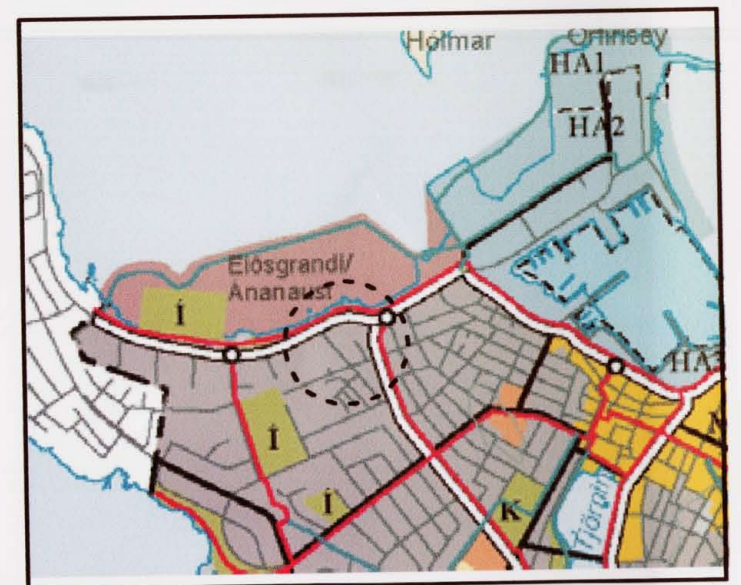 Hólmar
Örfirisey
HA1
HA2
Eiðsgrandi/
Ánanaust
Í
Í
Í
K
HA3
Tjörnin